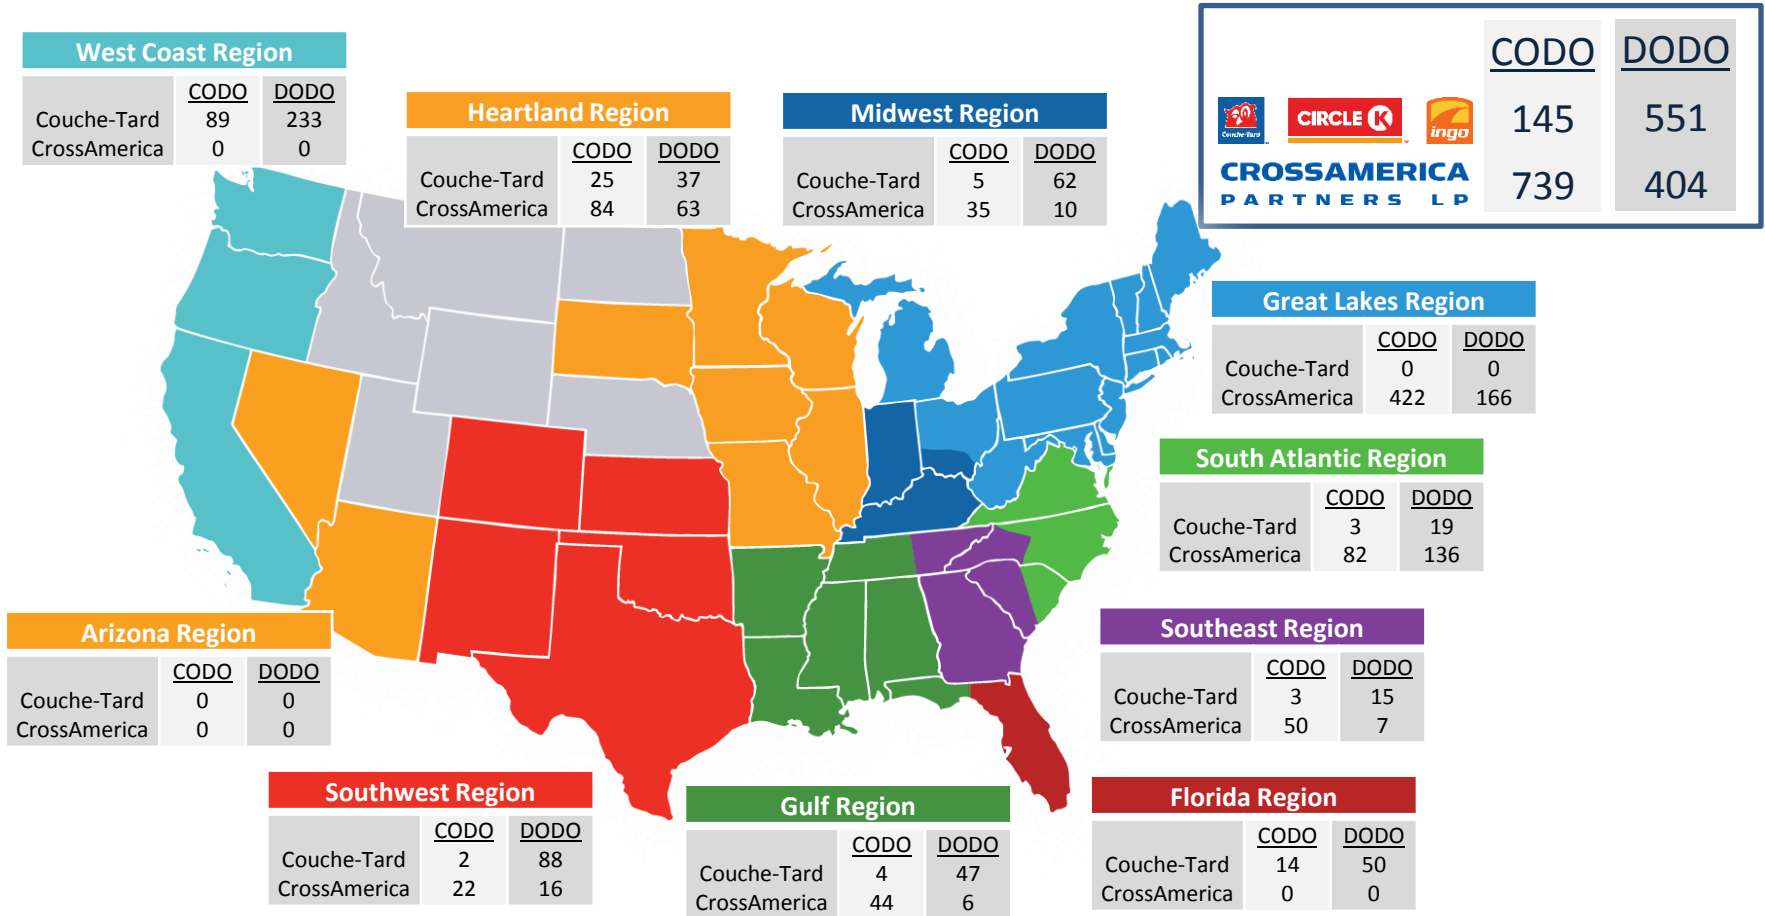 West Coast Region
CODO DODO
Couche-Tard 89 233
CrossAmerica 0 0
Heartland Region
CODO DODO
Couche-Tard 25 37
CrossAmerica 84 63
Midwest Region
CODO DODO
Couche-Tard 5 62
CrossAmerica 35 10
CODO DODO
Couche-Tard CIRCLE K ingo 145 551
CROSSAMERICA
PARTNERS LP 739 404
Great Lakes Region
CODO DODO
Couche-Tard 0 0
CrossAmerica 422 166
South Atlantic Region
CODO DODO
Couche-Tard 3 19
CrossAmerica 82 136
Arizona Region
CODO DODO
Couche-Tard 0 0
CrossAmerica 0 0
Southeast Region
CODO DODO
Couche-Tard 3 15
CrossAmerica 50 7
Southwest Region
CODO DODO
Couche-Tard 2 88
CrossAmerica 22 16
Gulf Region
CODO DODO
Couche-Tard 4 47
CrossAmerica 44 6
Florida Region
CODO DODO
Couche-Tard 14 50
CrossAmerica 0 0